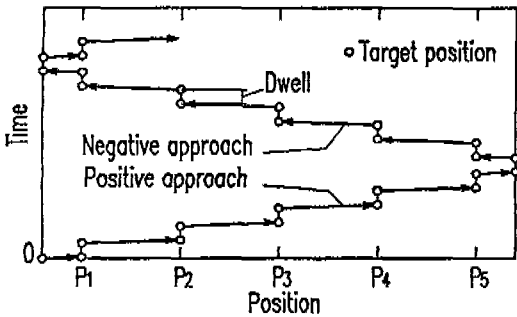 Target position
Dwell
Negative approach
Positive approach
Time
0
P1 P2 P3 P4 P5
Position